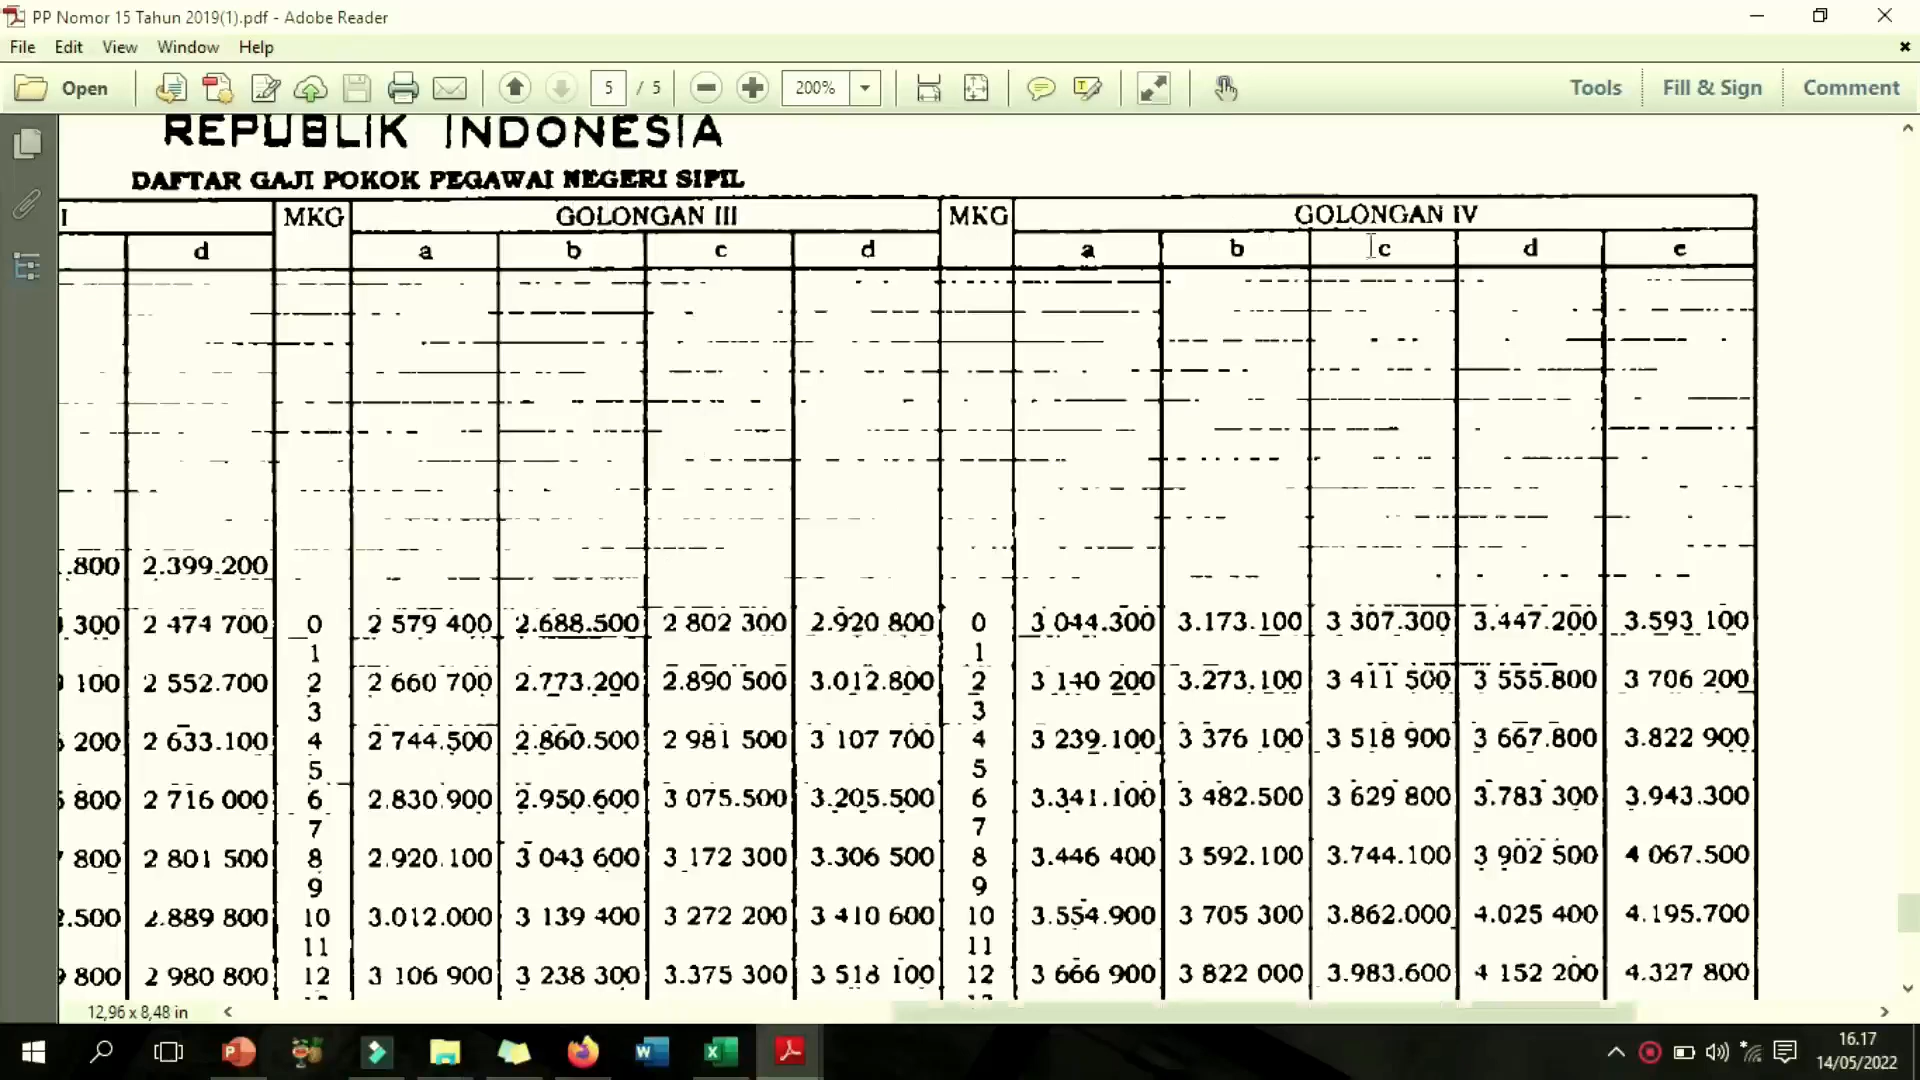 PP Nomor 15 Tahun 2019(1).pdf - Adobe Reader
File Edit View Window Help
Open 5 / 5 200% Tools Fill & Sign Comment
REPUBLIK INDONESIA
DAFTAR GAJI POKOK PEGAWAI NEGERI SIPIL
I MKG GOLONGAN III MKG GOLONGAN IV
d a b c d a b c d e
.800 2.399.200
300 2 474 700 0 2 579 400 2.688.500 2 802 300 2.920 800 0 3 044.300 3.173.100 3 307.300 3.447.200 3.593 100
1 1
100 2 552.700 2 2 660 700 2.773.200 2.890 500 3.012.800 2 3 140 200 3.273.100 3 411 500 3 555.800 3 706 200
3 3
200 2 633.100 4 2 744.500 2.860.500 2 981 500 3 107 700 4 3 239.100 3 376 100 3 518 900 3 667.800 3.822 900
5 5
800 2 716 000 6 2.830.900 2.950.600 3 075.500 3.205.500 6 3.341.100 3 482.500 3 629 800 3.783 300 3.943.300
7 7
800 2 801 500 8 2.920.100 3 043 600 3 172 300 3.306 500 8 3.446 400 3 592.100 3.744.100 3 902 500 4 067.500
9 9
.500 2.889 800 10 3.012.000 3 139 400 3 272 200 3 410 600 10 3.554.900 3 705 300 3.862.000 4.025 400 4.195.700
11 11
9 800 2 980 800 12 3 106 900 3 238 300 3.375 300 3 518 100 12 3 666 900 3 822 000 3.983.600 4 152 200 4.327 800
12,96 x 8,48 in
16.17
14/05/2022